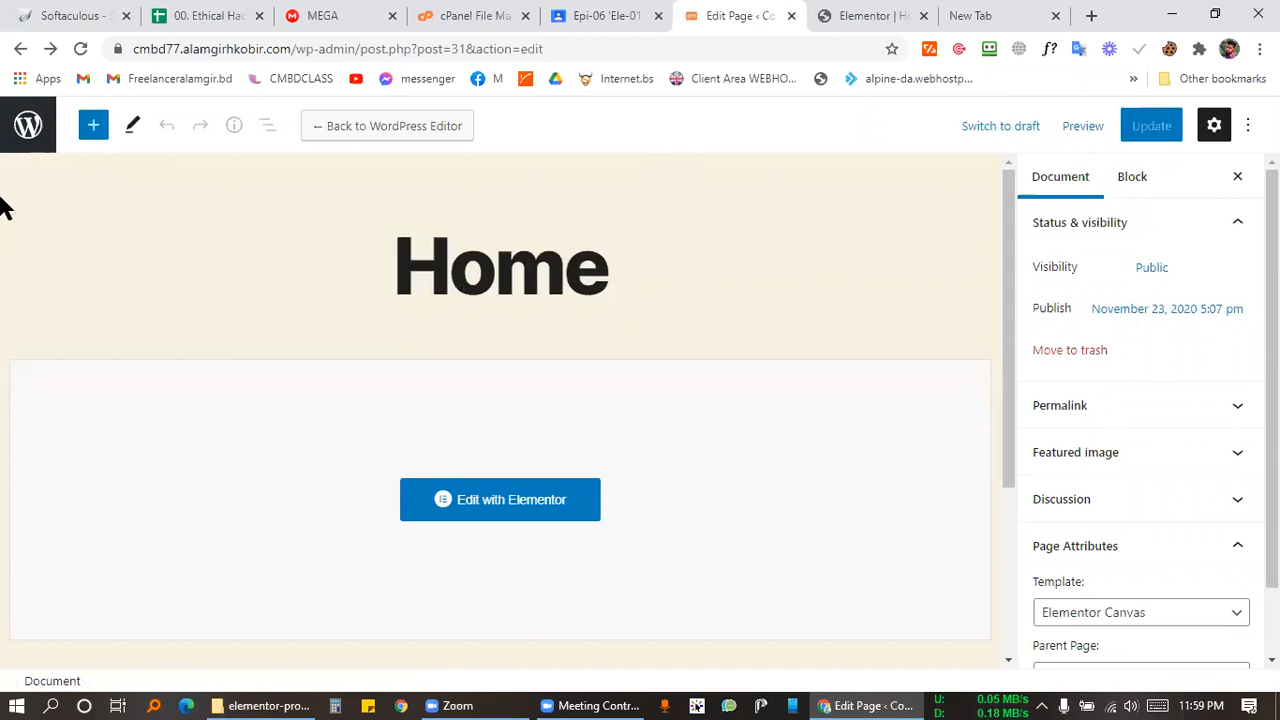 Softaculous -
00. Ethical Ha
MEGA
cPanel File Ma
Epi-06 'Ele-01
Edit Page ‹ Co
Elementor | H
New Tab
cmbd77.alamgirhkobir.com/wp-admin/post.php?post=31&action=edit
Apps
Freelanceralamgir.bd
CMBDCLASS
messenger
M
Internet.bs
Client Area WEBHO...
alpine-da.webhostp...
»
Other bookmarks
← Back to WordPress Editor
Switch to draft
Preview
Update
Document
Block
Status & visibility
Home
Visibility
Public
Publish
November 23, 2020 5:07 pm
Move to trash
Permalink
Featured image
Edit with Elementor
Discussion
Page Attributes
Template:
Elementor Canvas
Parent Page:
Document
elementor
Zoom
Meeting Contr...
Edit Page ‹ Co...
U: 0.05 MB/s
D: 0.18 MB/s
11:59 PM